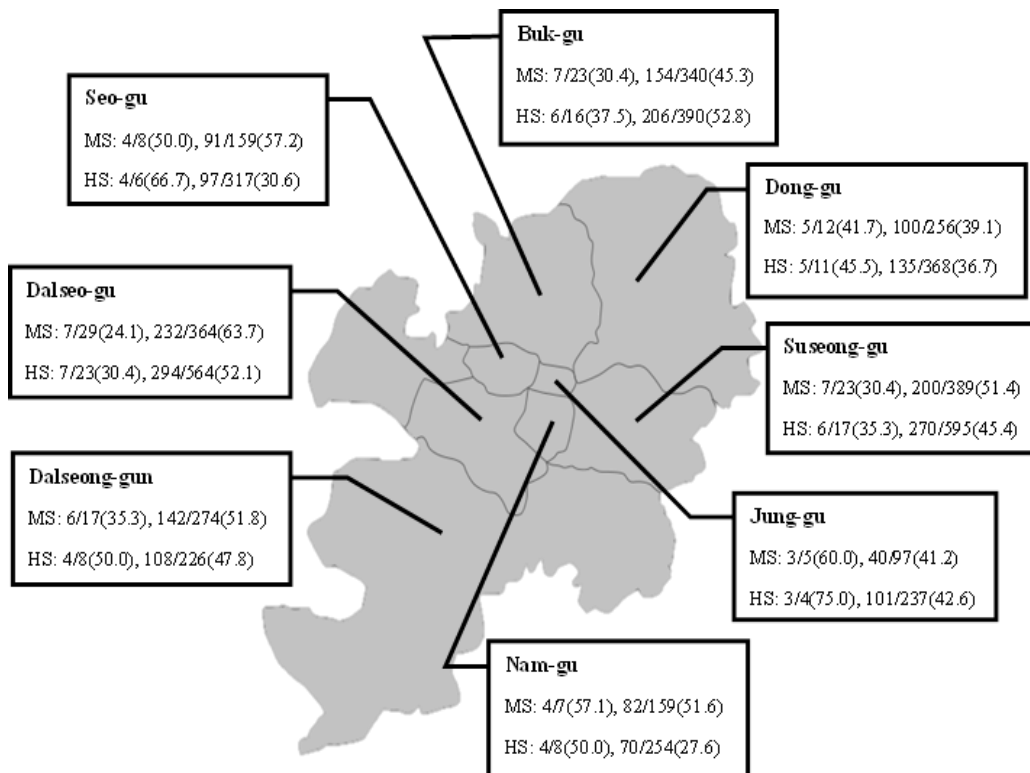 Buk-gu
MS: 7/23(30.4), 154/340(45.3)
HS: 6/16(37.5), 206/390(52.8)
Seo-gu
MS: 4/8(50.0), 91/159(57.2)
HS: 4/6(66.7), 97/317(30.6)
Dong-gu
MS: 5/12(41.7), 100/256(39.1)
HS: 5/11(45.5), 135/368(36.7)
Dalseo-gu
MS: 7/29(24.1), 232/364(63.7)
HS: 7/23(30.4), 294/564(52.1)
Suseong-gu
MS: 7/23(30.4), 200/389(51.4)
HS: 6/17(35.3), 270/595(45.4)
Dalseong-gun
MS: 6/17(35.3), 142/274(51.8)
HS: 4/8(50.0), 108/226(47.8)
Jung-gu
MS: 3/5(60.0), 40/97(41.2)
HS: 3/4(75.0), 101/237(42.6)
Nam-gu
MS: 4/7(57.1), 82/159(51.6)
HS: 4/8(50.0), 70/254(27.6)